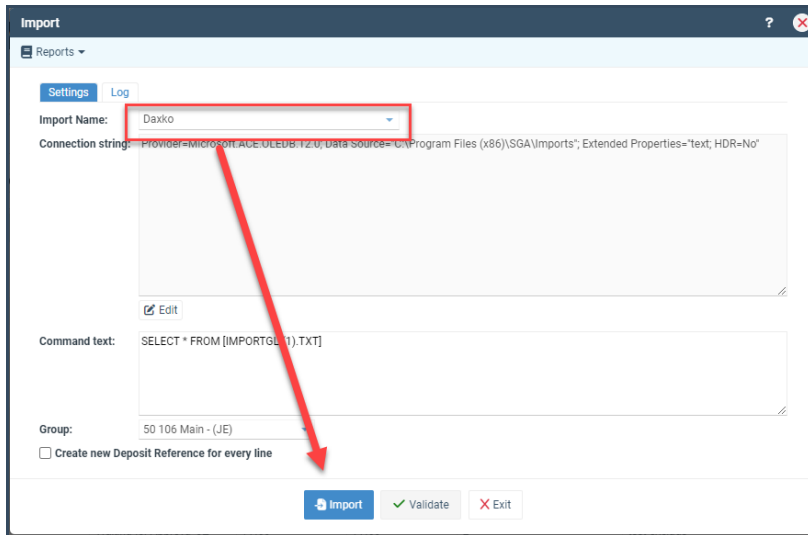 Import ?
Reports
Settings Log
Import Name: Daxko
Connection string: Provider=Microsoft.ACE.OLEDB.12.0; Data Source="C:\Program Files (x86)\SGA\Imports"; Extended Properties="text; HDR=No"
Edit
Command text: SELECT * FROM [IMPORTGL(1).TXT]
Group: 50 106 Main - (JE)
Create new Deposit Reference for every line
Import Validate Exit